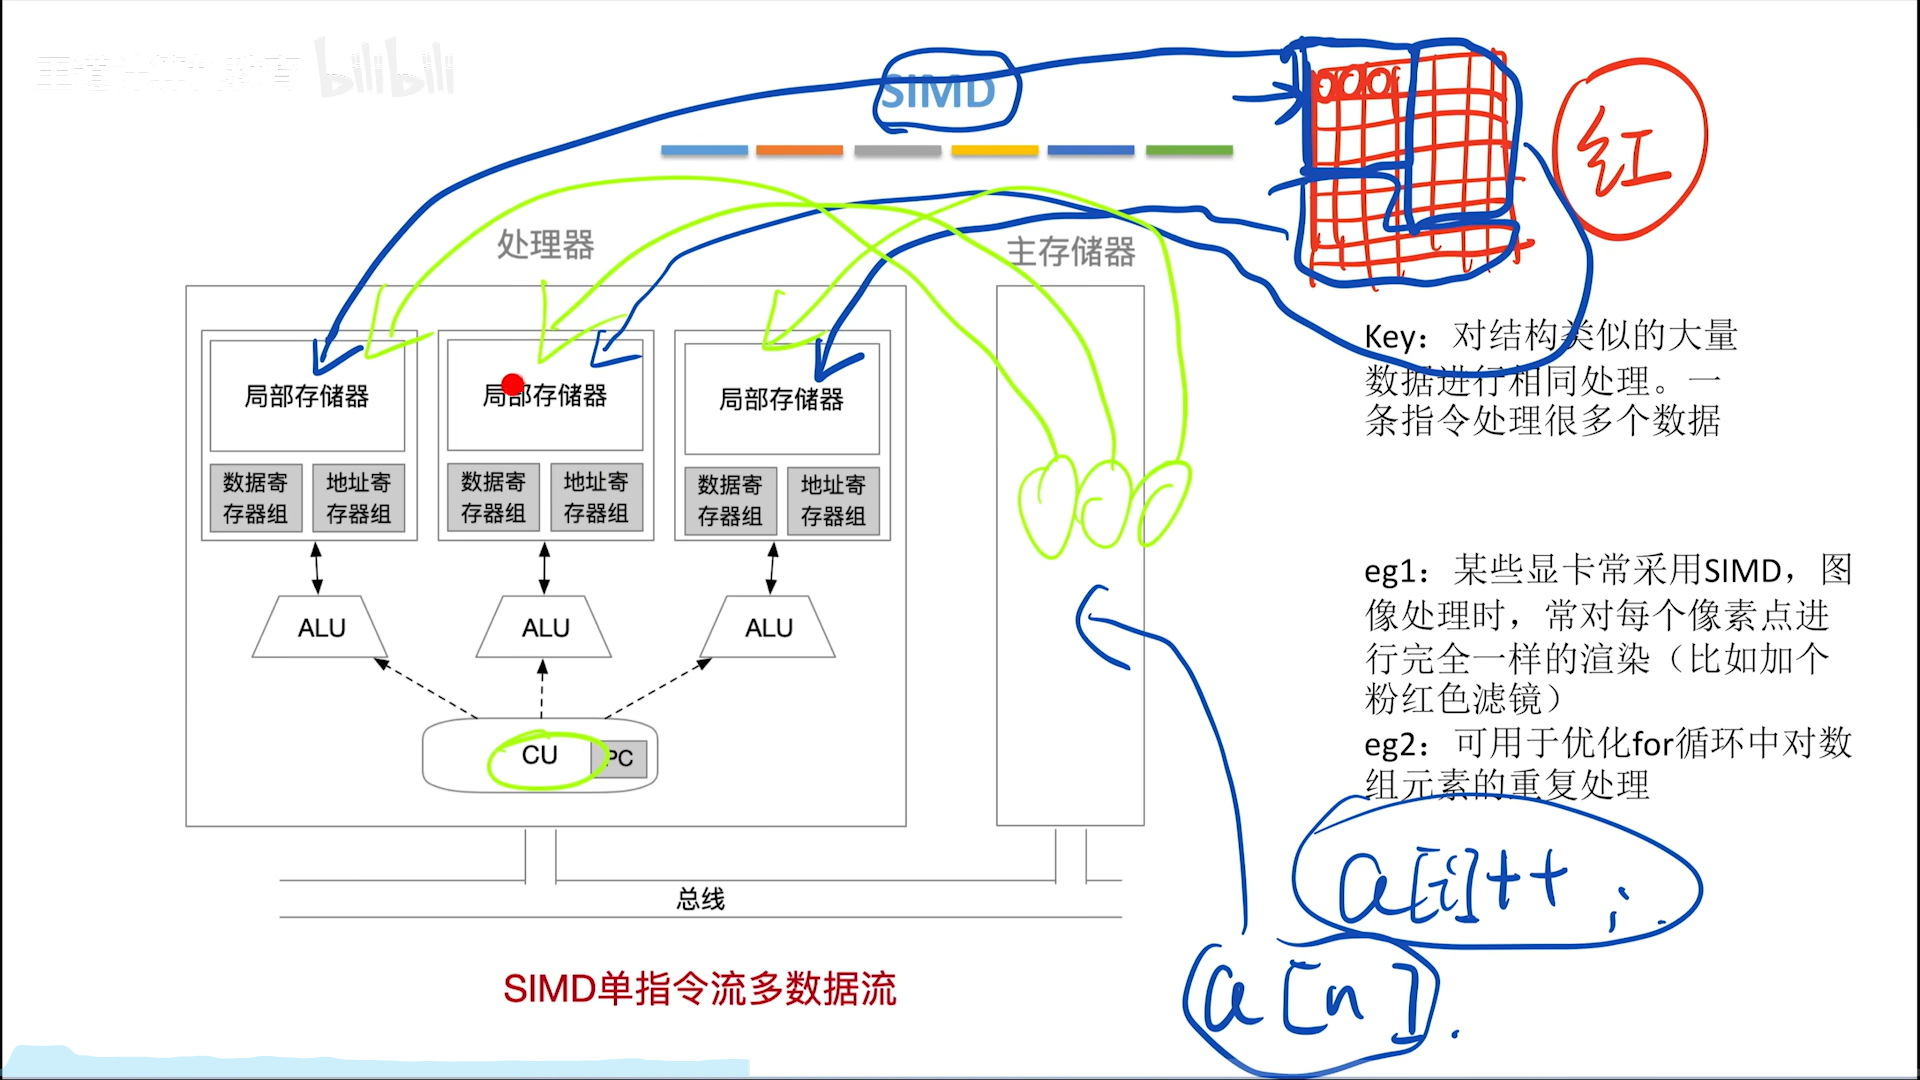 王道计算机教育 bilibili
SIMD
红
处理器
主存储器
局部存储器
局部存储器
局部存储器
数据寄
存器组
地址寄
存器组
数据寄
存器组
地址寄
存器组
数据寄
存器组
地址寄
存器组
ALU
ALU
ALU
CU
PC
总线
SIMD单指令流多数据流
Key：对结构类似的大量
数据进行相同处理。一
条指令处理很多个数据
eg1：某些显卡常采用SIMD，图
像处理时，常对每个像素点进
行完全一样的渲染（比如加个
粉红色滤镜）
eg2：可用于优化for循环中对数
组元素的重复处理
a[i]++;
a[n].